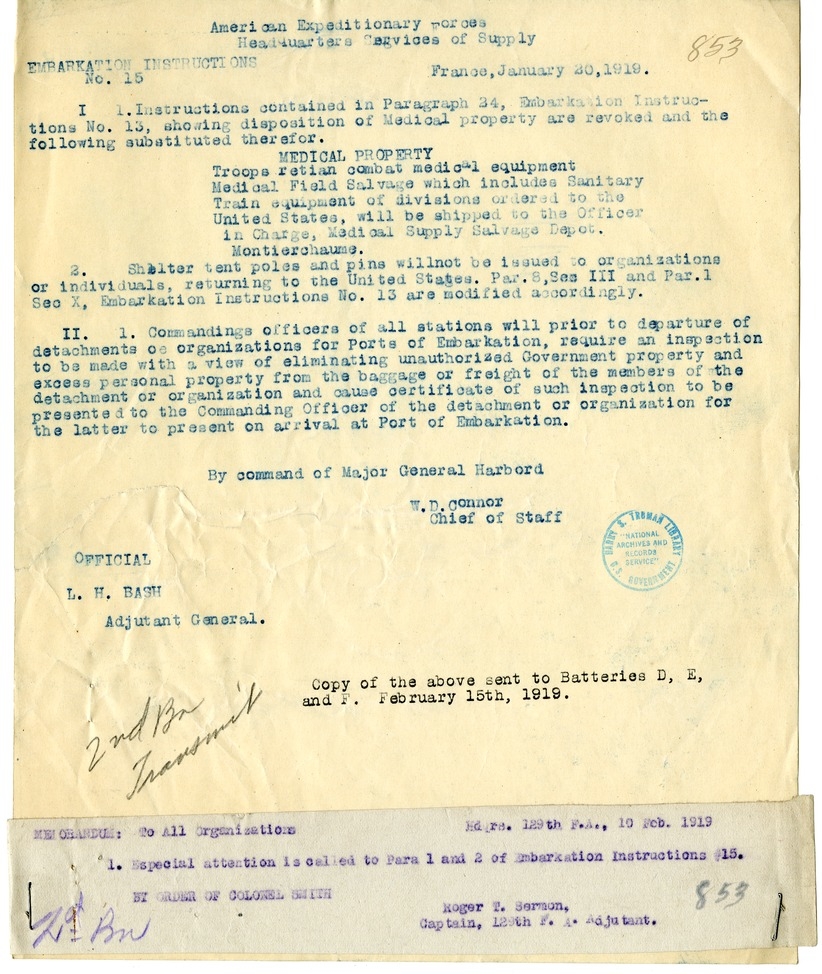 American Expeditionary Forces
Headquarters Services of Supply
853
EMBARKATION INSTRUCTIONS
No. 15
France,January 20,1919.
I 1.Instructions contained in Paragraph 24, Embarkation Instruc-
tions No. 13, showing disposition of Medical property are revoked and the
following substituted therefor.
MEDICAL PROPERTY
Troops retian combat medical equipment
Medical Field Salvage which includes Sanitary
Train equipment of divisions ordered to the
United States, will be shipped to the Officer
in Charge, Medical Supply Salvage Depot.
Montierchaume.
2. Shelter tent poles and pins willnot be issued to organizations
or individuals, returning to the United States. Par.8,Sec III and Par.1
Sec X, Embarkation Instructions No. 13 are modified accordingly.
II. 1. Commandings officers of all stations will prior to departure of
detachments oe organizations for Ports of Embarkation, require an inspection
to be made with a view of eliminating unauthorized Government property and
excess personal property from the baggage or freight of the members of the
detachment or organization and cause certificate of such inspection to be
presented to the Commanding Officer of the detachment or organization for
the latter to present on arrival at Port of Embarkation.
By command of Major General Harbord
W.D.Connor
Chief of Staff
HARRY S. TRUMAN LIBRARY
"NATIONAL
ARCHIVES AND
RECORDS
SERVICE"
U.S. GOVERNMENT
OFFICIAL
L. H. BASH
Adjutant General.
Copy of the above sent to Batteries D, E,
and F. February 15th, 1919.
2nd Bn
Transmit
MEMORANDUM: To All Organizations
Hdqrs. 129th F.A., 10 Feb. 1919
1. Especial attention is called to Para 1 and 2 of Embarkation Instructions #15.
BY ORDER OF COLONEL SMITH
853
Roger T. Sermon,
Captain, 129th F. A. Adjutant.
2d Bn